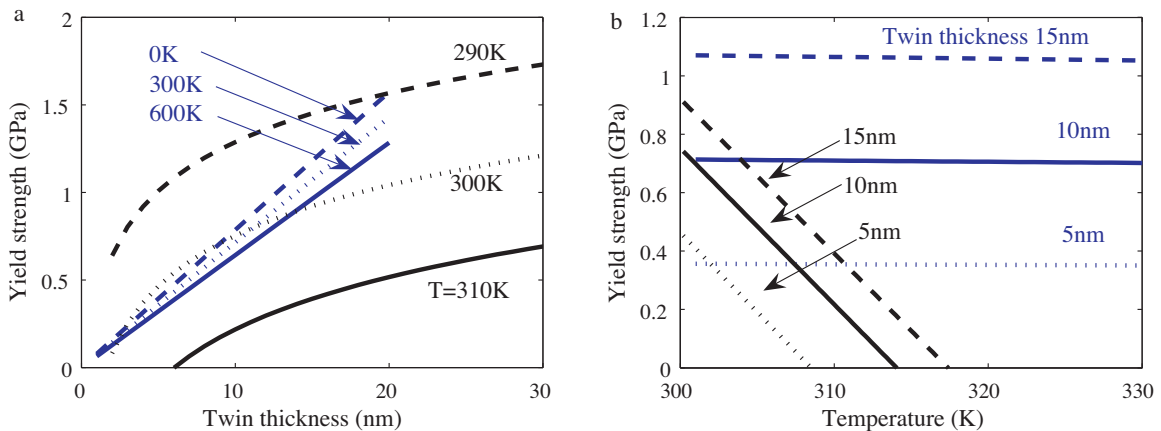 a
Yield strength (GPa)
2
1.5
1
0.5
0
0K
300K
600K
290K
300K
T=310K
0
10
20
30
Twin thickness (nm)
b
Yield strength (GPa)
1.2
1
0.8
0.6
0.4
0.2
0
Twin thickness 15nm
10nm
5nm
15nm
10nm
5nm
300
310
320
330
Temperature (K)